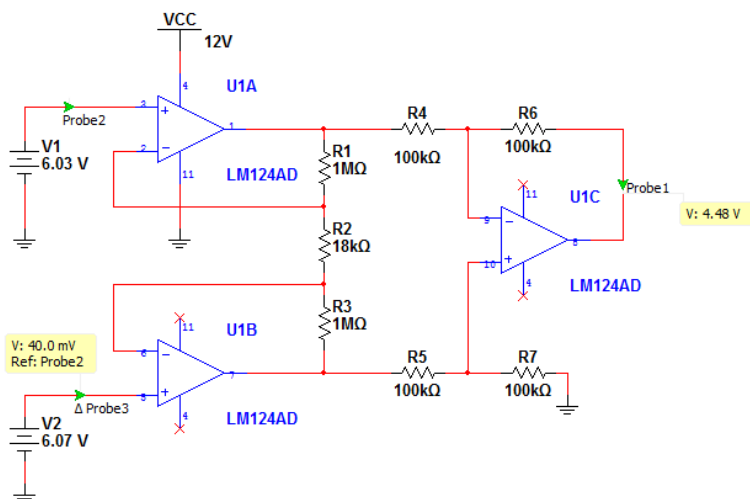 VCC
12V
4
U1A
3
Probe2
2
1
11
LM124AD
V1
6.03 V
R1
1MΩ
R4
100kΩ
R6
100kΩ
Probe1
V: 4.48 V
11
U1C
9
8
10
4
LM124AD
R2
18kΩ
R3
1MΩ
V: 40.0 mV
Ref: Probe2
11
U1B
6
7
5
4
LM124AD
Δ Probe3
V2
6.07 V
R5
100kΩ
R7
100kΩ